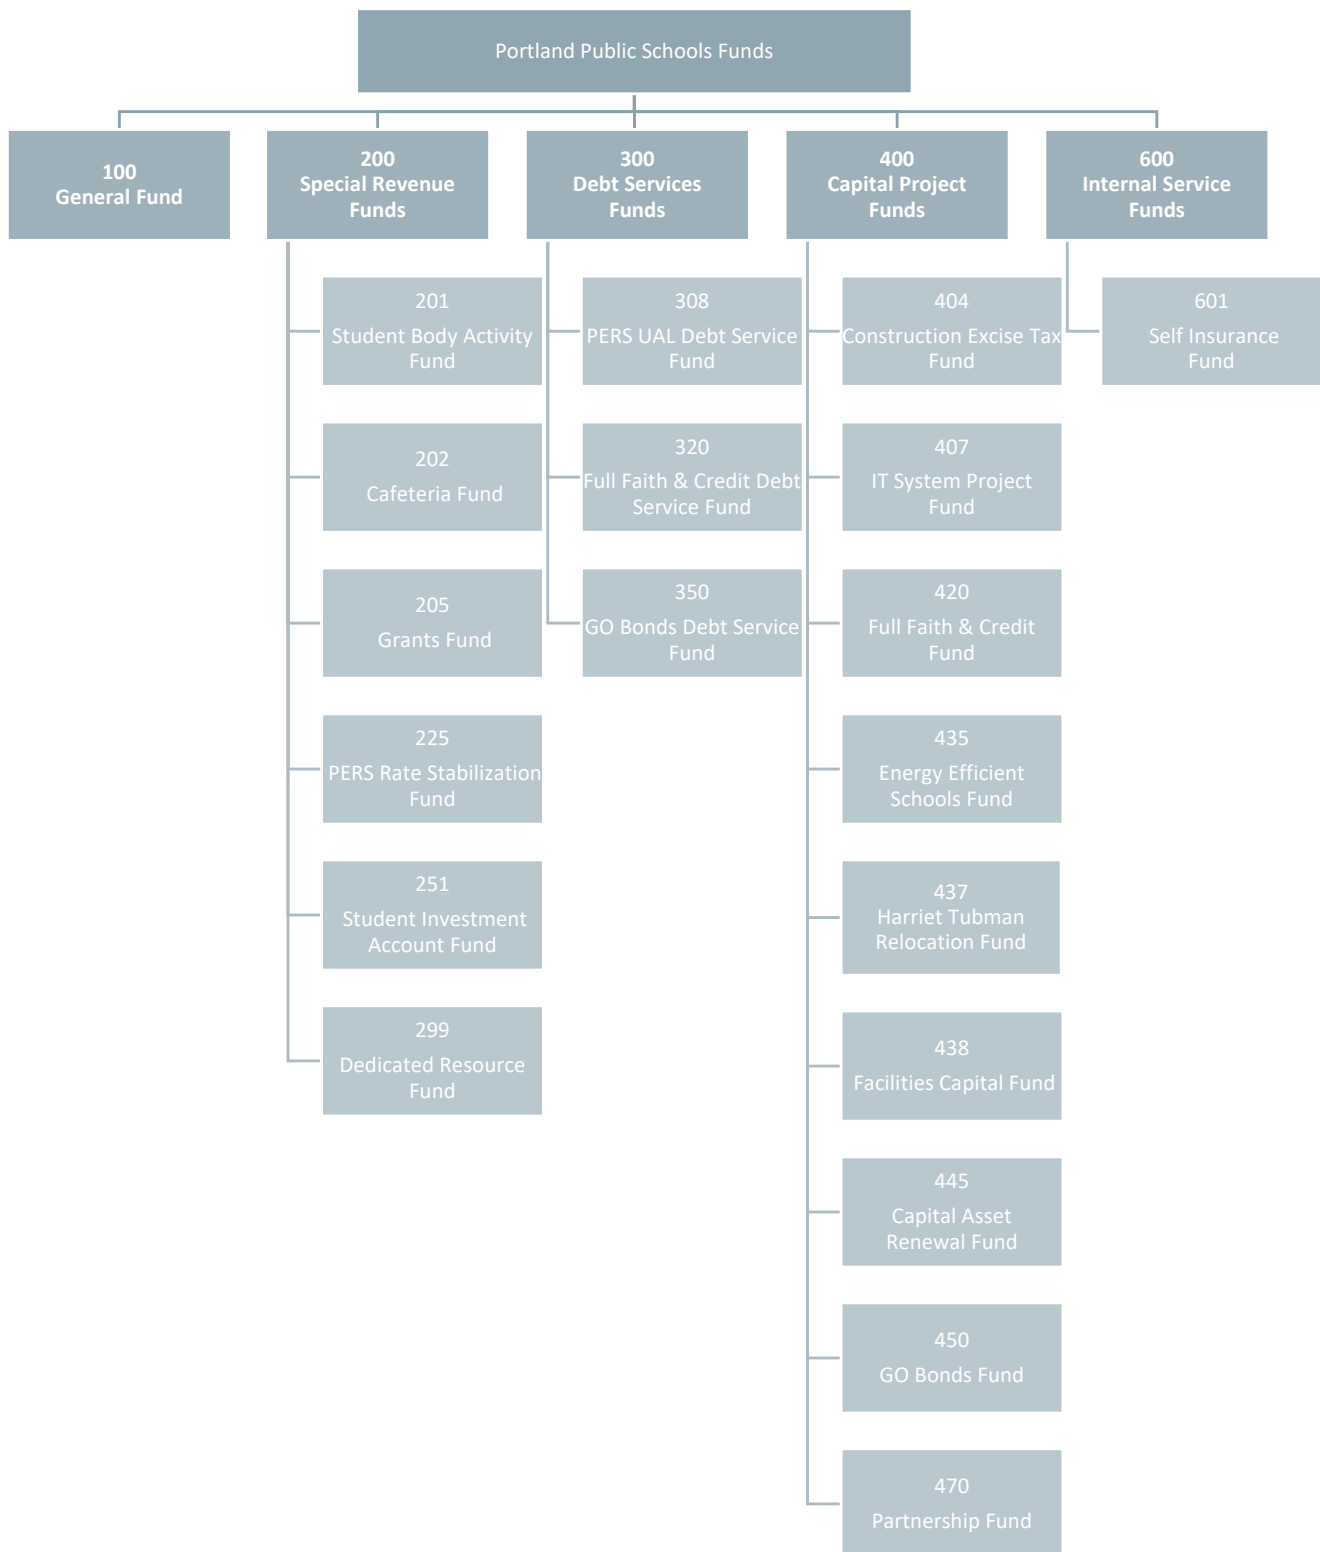 Portland Public Schools Funds
100
General Fund
200
Special Revenue
Funds
300
Debt Services
Funds
400
Capital Project
Funds
600
Internal Service
Funds
201
Student Body Activity
Fund
202
Cafeteria Fund
205
Grants Fund
225
PERS Rate Stabilization
Fund
251
Student Investment
Account Fund
299
Dedicated Resource
Fund
308
PERS UAL Debt Service
Fund
320
Full Faith & Credit Debt
Service Fund
350
GO Bonds Debt Service
Fund
404
Construction Excise Tax
Fund
407
IT System Project
Fund
420
Full Faith & Credit
Fund
435
Energy Efficient
Schools Fund
437
Harriet Tubman
Relocation Fund
438
Facilities Capital Fund
445
Capital Asset
Renewal Fund
450
GO Bonds Fund
470
Partnership Fund
601
Self Insurance
Fund